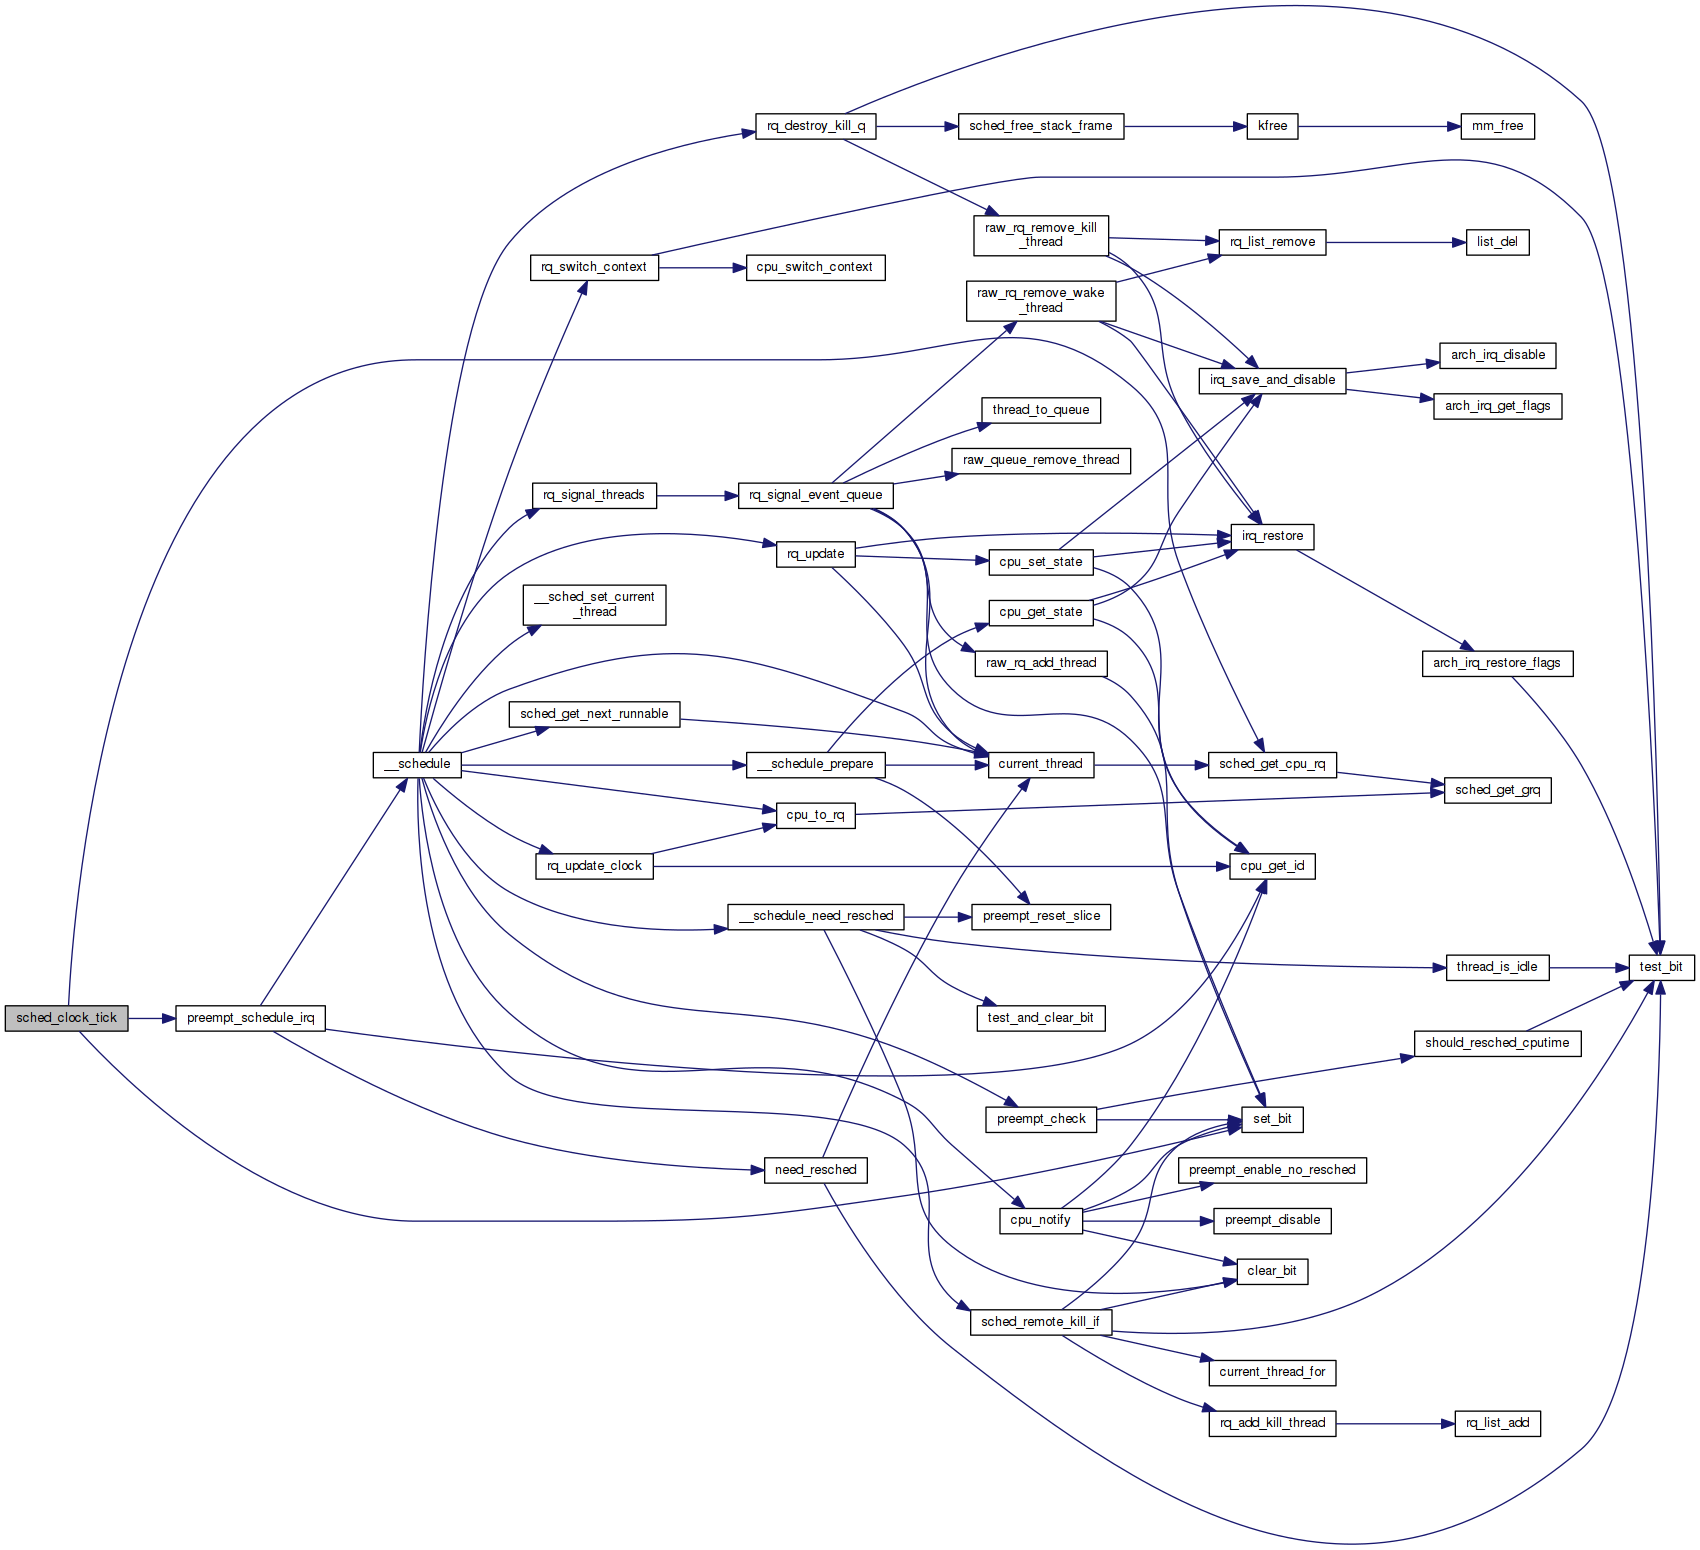 rq_destroy_kill_q
sched_free_stack_frame
kfree
mm_free
raw_rq_remove_kill
_thread
rq_list_remove
list_del
rq_switch_context
cpu_switch_context
raw_rq_remove_wake
_thread
arch_irq_disable
irq_save_and_disable
arch_irq_get_flags
thread_to_queue
raw_queue_remove_thread
rq_signal_threads
rq_signal_event_queue
irq_restore
rq_update
cpu_set_state
__sched_set_current
_thread
cpu_get_state
raw_rq_add_thread
arch_irq_restore_flags
sched_get_next_runnable
__schedule
__schedule_prepare
current_thread
sched_get_cpu_rq
sched_get_grq
cpu_to_rq
rq_update_clock
cpu_get_id
__schedule_need_resched
preempt_reset_slice
thread_is_idle
test_bit
sched_clock_tick
preempt_schedule_irq
test_and_clear_bit
should_resched_cputime
preempt_check
set_bit
need_resched
preempt_enable_no_resched
cpu_notify
preempt_disable
clear_bit
sched_remote_kill_if
current_thread_for
rq_add_kill_thread
rq_list_add